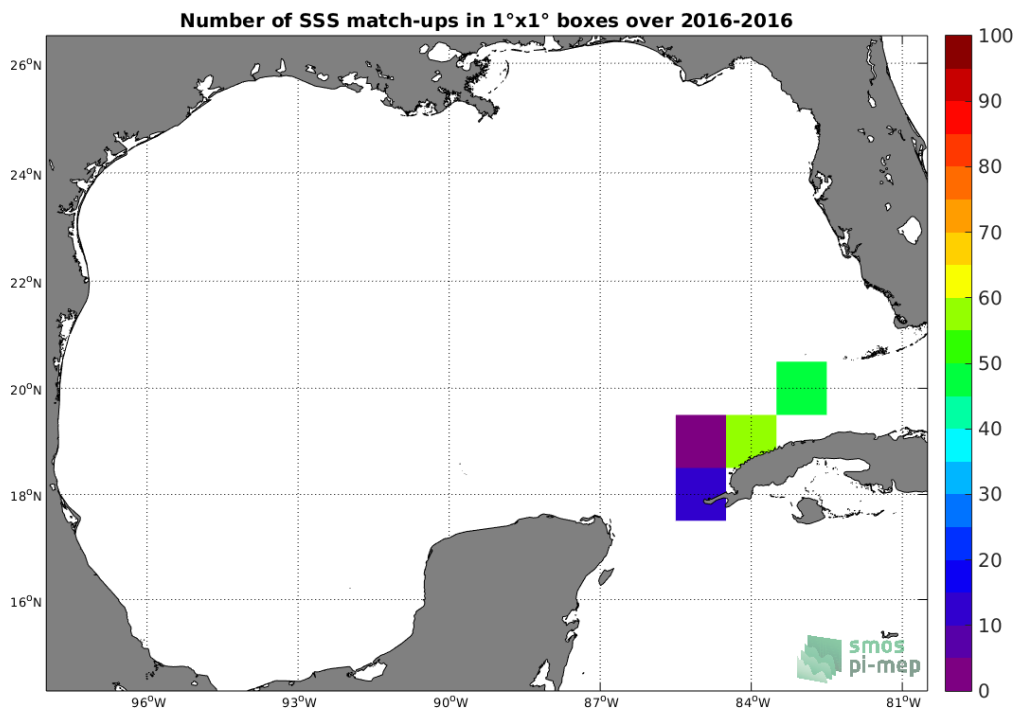 Number of SSS match-ups in 1°x1° boxes over 2016-2016
26°N
24°N
22°N
20°N
18°N
16°N
96°W
93°W
90°W
87°W
84°W
81°W
100
90
80
70
60
50
40
30
20
10
0
smos
pi-mep